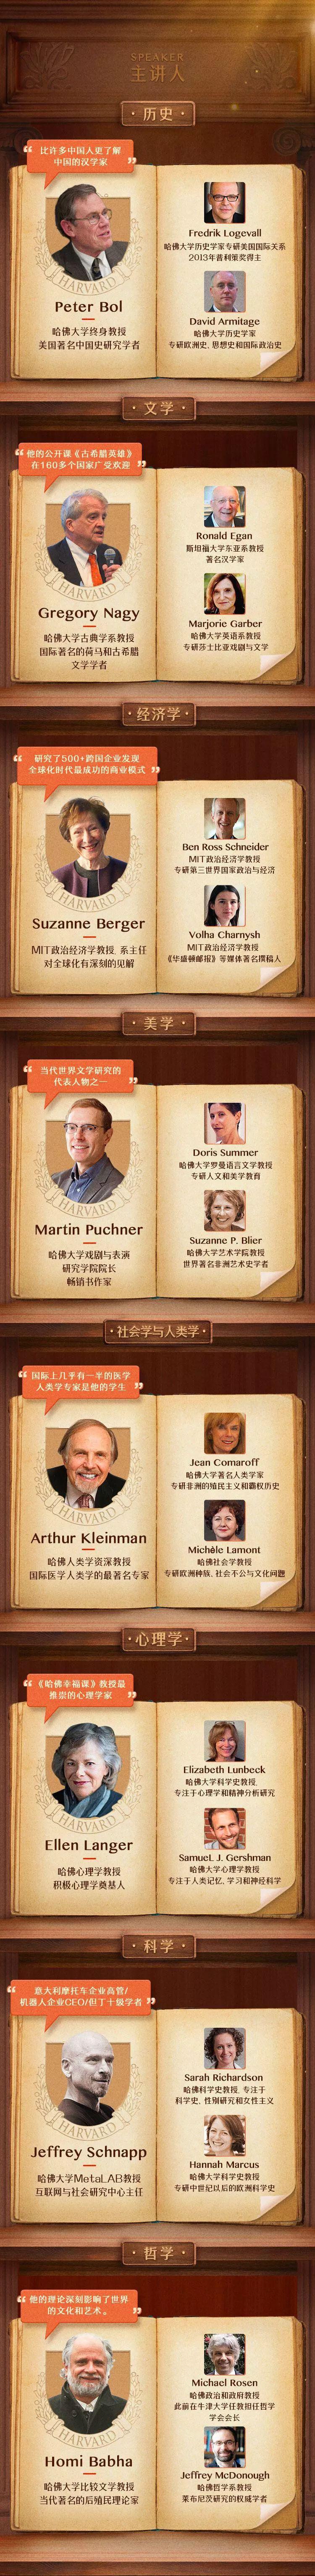 SPEAKER
主讲人
·历史·
比许多中国人更了解
中国的汉学家
HARVARD
Peter Bol
哈佛大学终身教授
美国著名中国史研究学者
Fredrik Logevall
哈佛大学历史学家专研美国国际关系
2013年普利策奖得主
David Armitage
哈佛大学历史学家
专研欧洲史、思想史和国际政治史
·文学·
他的公开课《古希腊英雄》
在160多个国家广受欢迎
HARVARD
Gregory Nagy
哈佛大学古典学系教授
国际著名的荷马和古希腊
文学学者
Ronald Egan
斯坦福大学东亚系教授
著名汉学家
Marjorie Garber
哈佛大学英语系教授
专研莎士比亚戏剧与文学
·经济学·
研究了500+跨国企业发现
全球化时代最成功的商业模式
Suzanne Berger
MIT政治经济学教授、系主任
对全球化有深刻的见解
Ben Ross Schneider
MIT政治经济学教授
专研第三世界国家政治与经济
Volha Charnysh
MIT政治经济学教授
《华盛顿邮报》等媒体著名撰稿人
·美学·
当代世界文学研究的
代表人物之一
HARVARD
Martin Puchner
哈佛大学戏剧与表演
研究学院院长
畅销书作家
Doris Summer
哈佛大学罗曼语言文学教授
专研人文和美学教育
Suzanne P. Blier
哈佛大学艺术学院教授
世界著名非洲艺术史学者
·社会学与人类学·
国际上几乎有一半的医学
人类学专家是他的学生
HARVARD
Arthur Kleinman
哈佛人类学资深教授
国际医学人类学的最著名专家
Jean Comaroff
哈佛大学著名人类学家
专研非洲的殖民主义和霸权历史
Michèle Lamont
哈佛社会学教授
专研欧洲种族、社会不公与文化问题
·心理学·
《哈佛幸福课》教授最
推崇的心理学家
HARVARD
Ellen Langer
哈佛心理学教授
积极心理学奠基人
Elizabeth Lunbeck
哈佛大学科学史教授，
专注于心理学和精神分析研究
SamueL J. Gershman
哈佛大学心理学教授
专注于人类记忆、学习和神经科学
·科学·
意大利摩托车企业高管/
机器人企业CEO/但丁十级学者
HARVARD
Jeffrey Schnapp
哈佛大学MetaLAB教授
互联网与社会研究中心主任
Sarah Richardson
哈佛科学史教授，专注于
科学史、性别研究和女性主义
Hannah Marcus
哈佛大学科学史教授
专研中世纪以后的欧洲科学史
·哲学·
他的理论深刻影响了世界
的文化和艺术。
HARVARD
Homi Babha
哈佛大学比较文学教授
当代著名的后殖民理论家
Michael Rosen
哈佛政治和政府教授
此前在牛津大学任教担任哲学
学会会长
Jeffrey McDonough
哈佛哲学系教授
莱布尼茨研究的权威学者